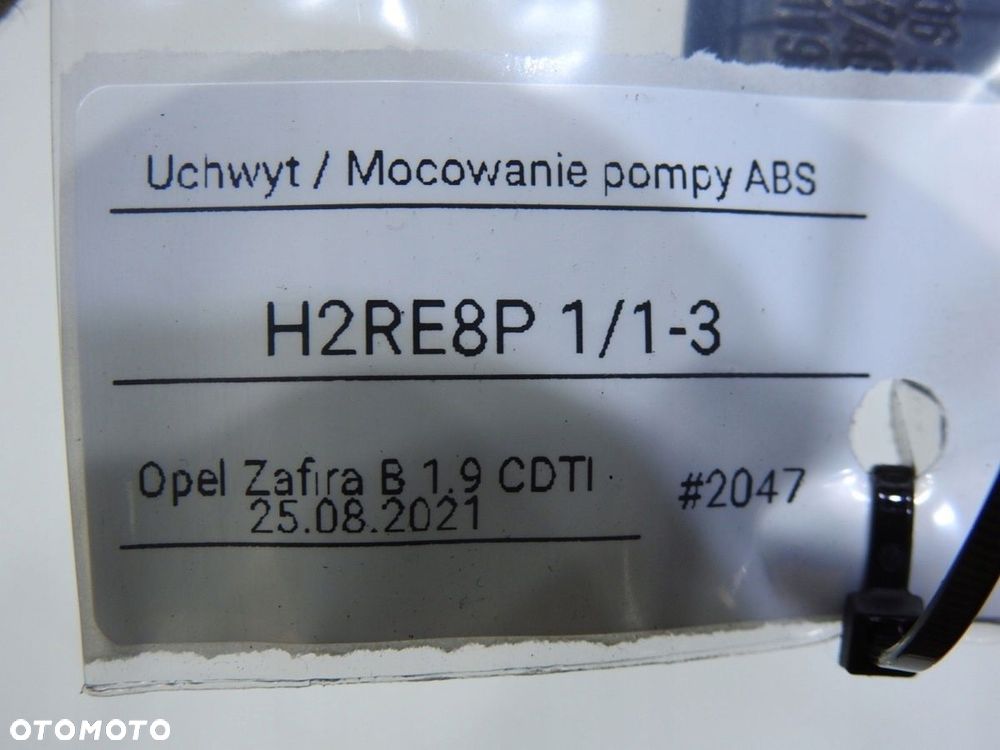 Uchwyt / Mocowanie pompy ABS
H2RE8P 1/1-3
Opel Zafira B 1.9 CDTI #2047
25.08.2021
OTOMOTO